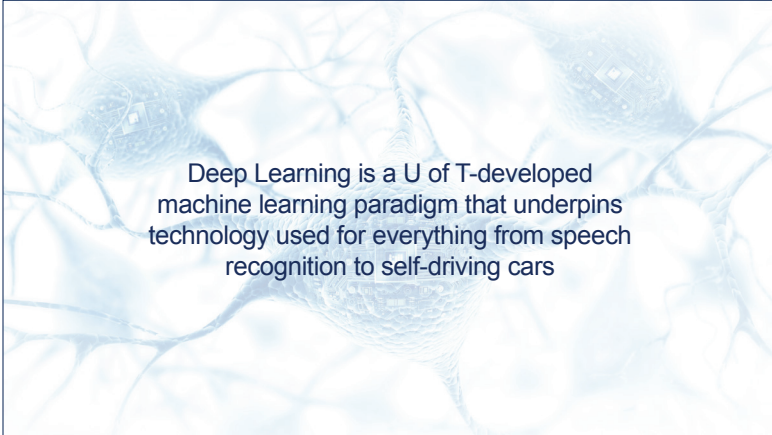 Deep Learning is a U of T-developed
machine learning paradigm that underpins
technology used for everything from speech
recognition to self-driving cars